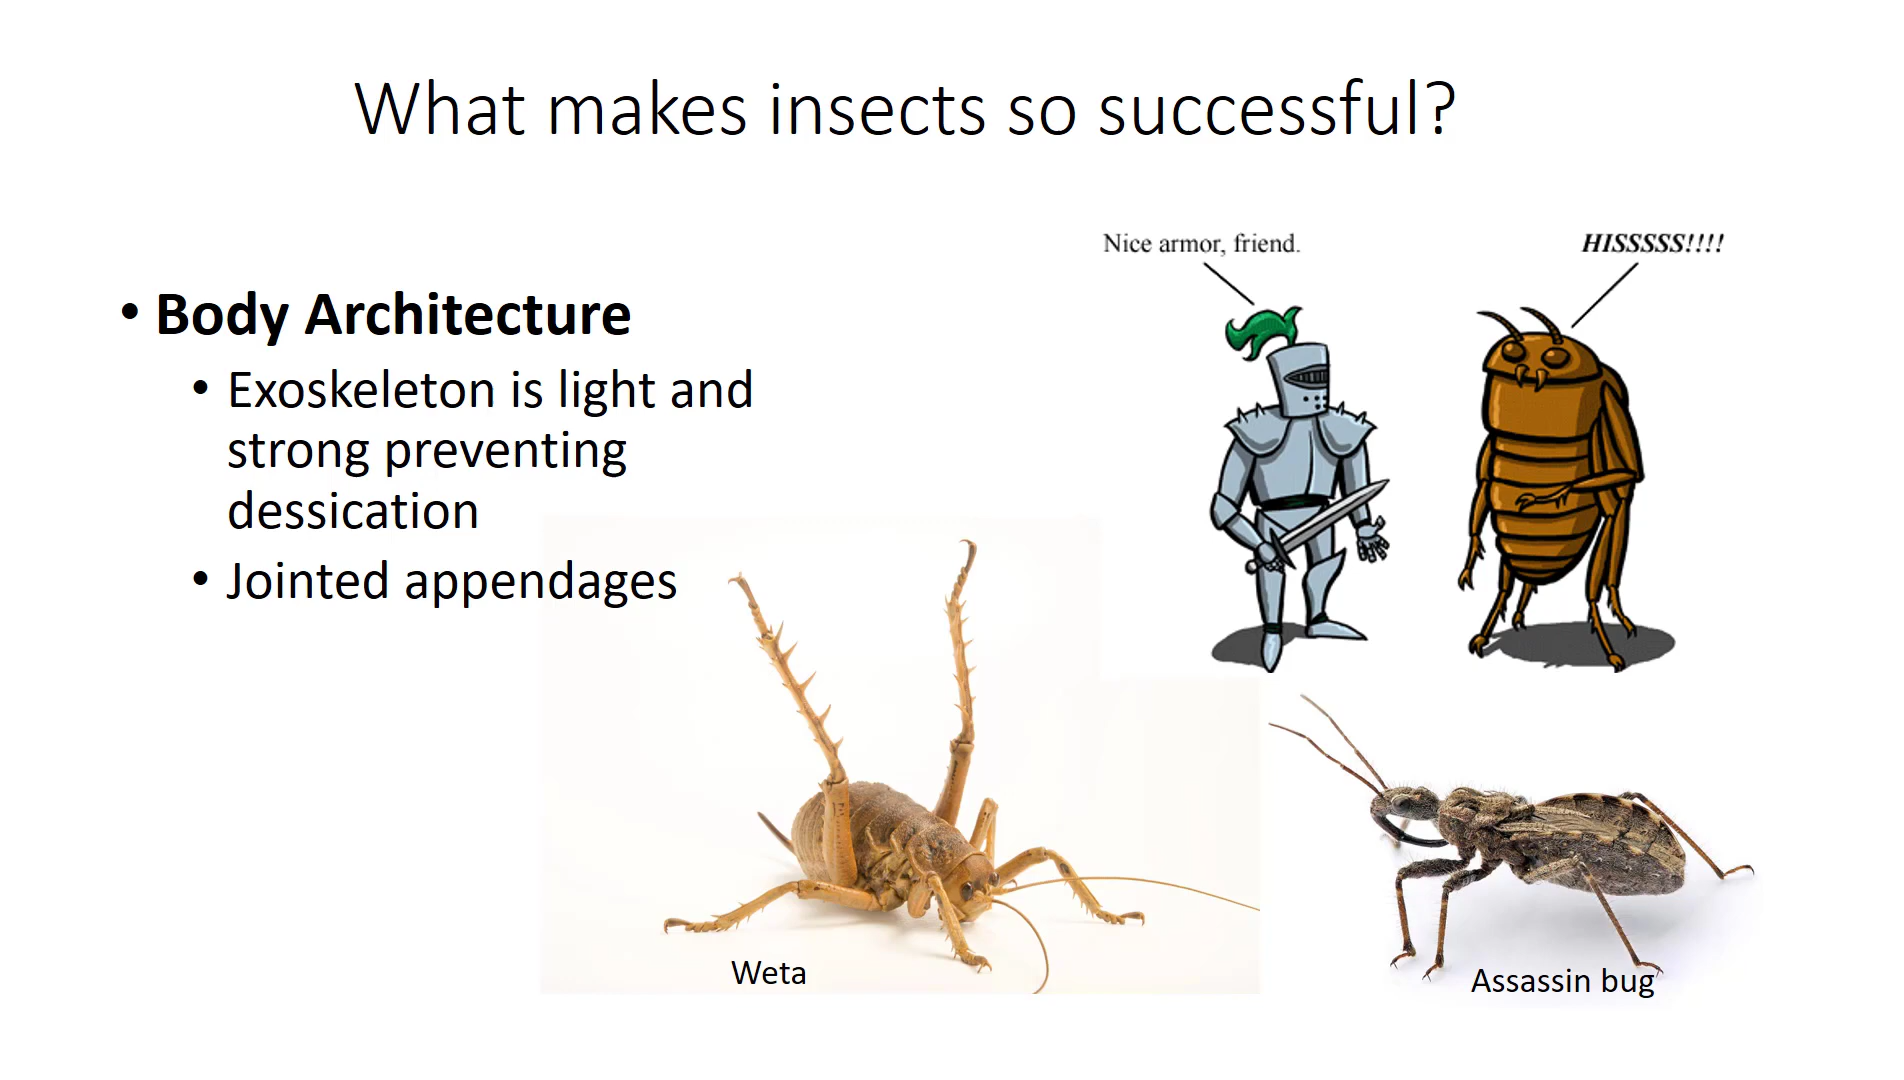 What makes insects so successful?
Nice armor, friend.
HISSSSS!!!!
• Body Architecture
• Exoskeleton is light and
strong preventing
dessication
• Jointed appendages
Weta
Assassin bug